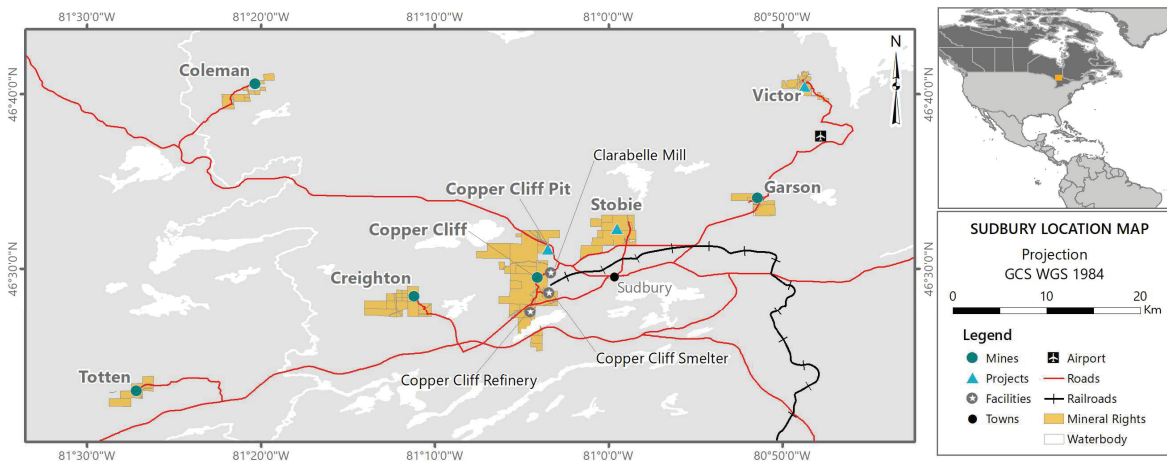 81°30'0"W 81°20'0"W 81°10'0"W 81°0'0"W 80°50'0"W
46°40'0"N
46°30'0"N
N
Coleman
Victor
Clarabelle Mill
Copper Cliff Pit
Garson
Stobie
Copper Cliff
Creighton
Sudbury
Copper Cliff Smelter
Totten
Copper Cliff Refinery
46°40'0"N
46°30'0"N
81°30'0"W 81°20'0"W 81°10'0"W 81°0'0"W 80°50'0"W
SUDBURY LOCATION MAP
Projection
GCS WGS 1984
0 10 20
Km
Legend
Mines
Projects
Facilities
Towns
Airport
Roads
Railroads
Mineral Rights
Waterbody